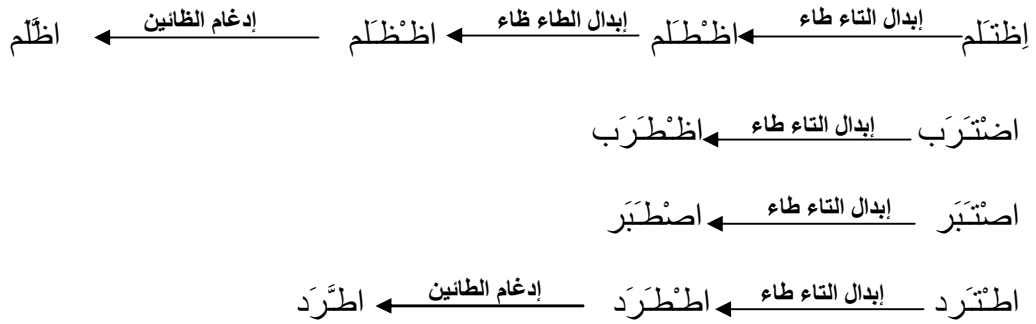 اِظتَلَم إبدال التاء طاء اظْطَلَم إبدال الطاء ظاء اظْظَلَم إدغام الظائين اظَّلَم
اضْتَرَب إبدال التاء طاء اظْطَرَب
اصْتَبَر إبدال التاء طاء اصْطَبَر
اطْتَرد إبدال التاء طاء اطْطَرَد إدغام الطائين اطَّرَد